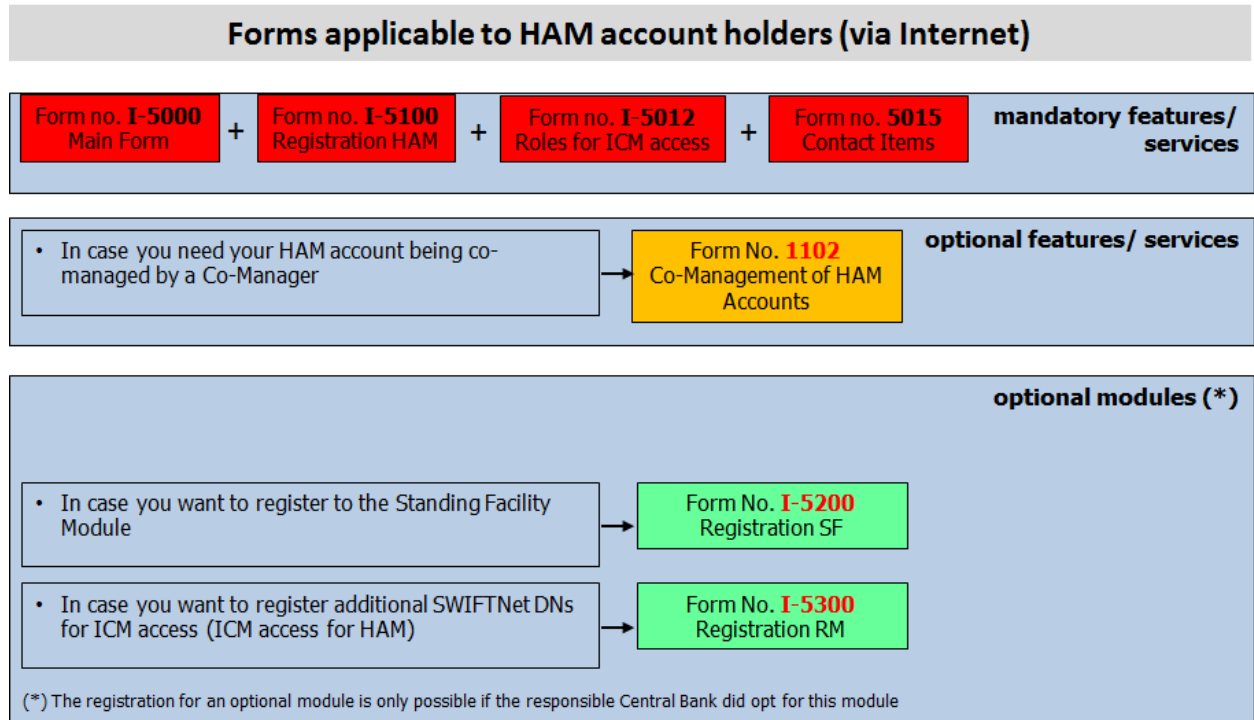 Forms applicable to HAM account holders (via Internet)
Form no. I-5000
Main Form
+
Form no. I-5100
Registration HAM
+
Form no. I-5012
Roles for ICM access
+
Form no. 5015
Contact Items
mandatory features/
services
• In case you need your HAM account being co-
managed by a Co-Manager
Form No. 1102
Co-Management of HAM
Accounts
optional features/ services
optional modules (*)
• In case you want to register to the Standing Facility
Module
Form No. I-5200
Registration SF
• In case you want to register additional SWIFTNet DNs
for ICM access (ICM access for HAM)
Form No. I-5300
Registration RM
(*) The registration for an optional module is only possible if the responsible Central Bank did opt for this module